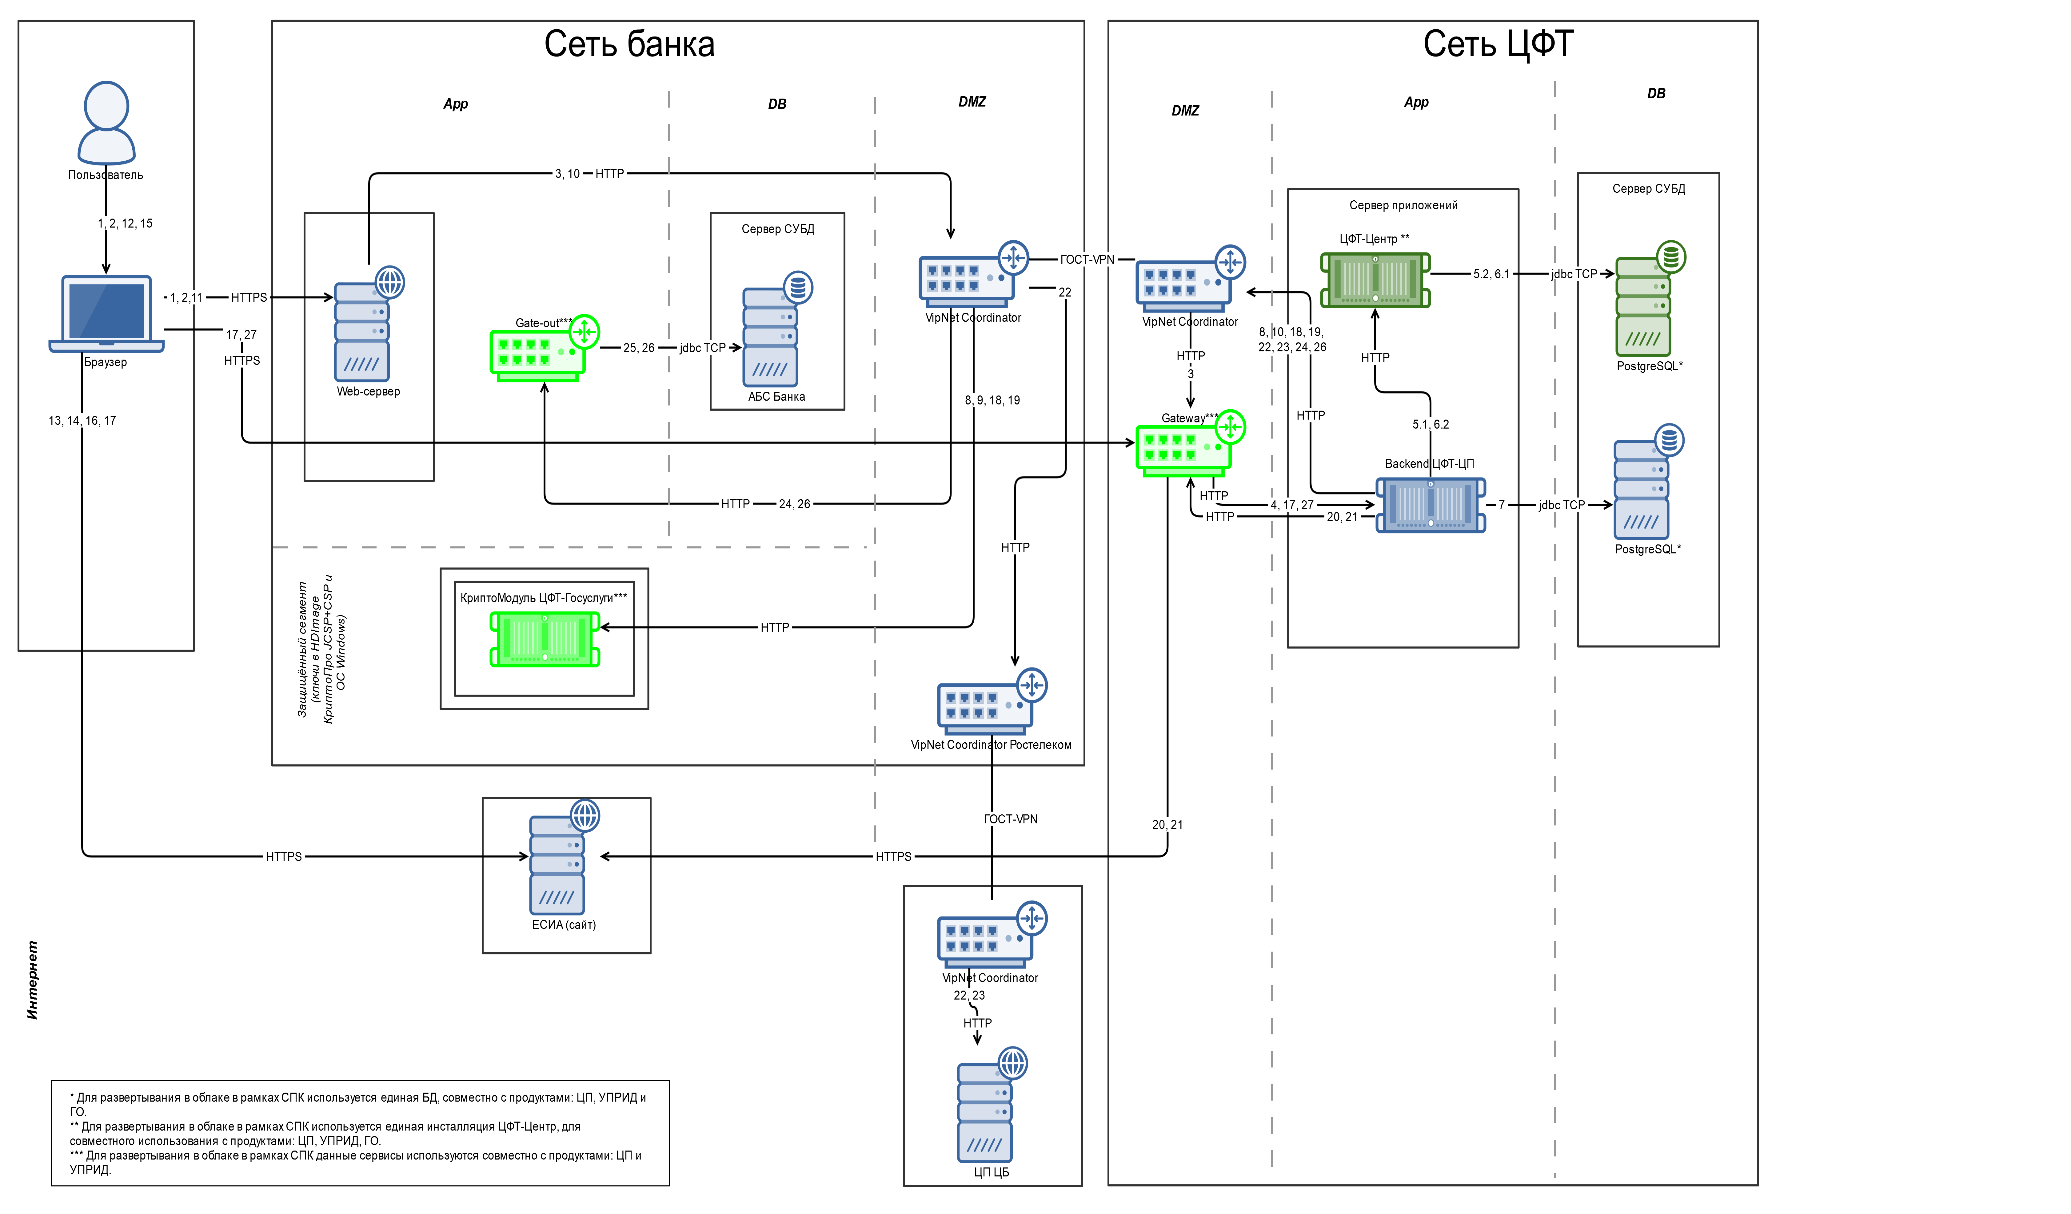 Сеть банка
Сеть ЦФТ
App
DB
DMZ
DMZ
App
DB
Пользователь
1, 2, 12, 15
Браузер
1, 2,11
HTTPS
17, 27
HTTPS
13, 14, 16, 17
3, 10
HTTP
Web-сервер
Gate-out***
25, 26
jdbc TCP
Сервер СУБД
АБС Банка
VipNet Coordinator
ГОСТ-VPN
22
8, 9, 18, 19
HTTP
24, 26
HTTP
Защищённый сегмент
(ключи в HDImage
КриптоПро JCSP+CSP и
ОС Windows)
КриптоМодуль ЦФТ-Госуслуги***
HTTP
VipNet Coordinator Ростелеком
VipNet Coordinator
HTTP
3
Gateway***
8, 10, 18, 19,
22, 23, 24, 26
HTTP
Сервер приложений
ЦФТ-Центр **
HTTP
5.1, 6.2
Backend ЦФТ-ЦП
HTTP
4, 17, 27
HTTP
20, 21
5.2, 6.1
jdbc TCP
7
jdbc TCP
Сервер СУБД
PostgreSQL*
PostgreSQL*
ГОСТ-VPN
20, 21
HTTPS
HTTPS
ЕСИА (сайт)
VipNet Coordinator
22, 23
HTTP
ЦП ЦБ
Интернет
* Для развертывания в облаке в рамках СПК используется единая БД, совместно с продуктами: ЦП, УПРИД и
ГО.
** Для развертывания в облаке в рамках СПК используется единая инсталляция ЦФТ-Центр, для
совместного использования с продуктами: ЦП, УПРИД, ГО.
*** Для развертывания в облаке в рамках СПК данные сервисы используются совместно с продуктами: ЦП и
УПРИД.